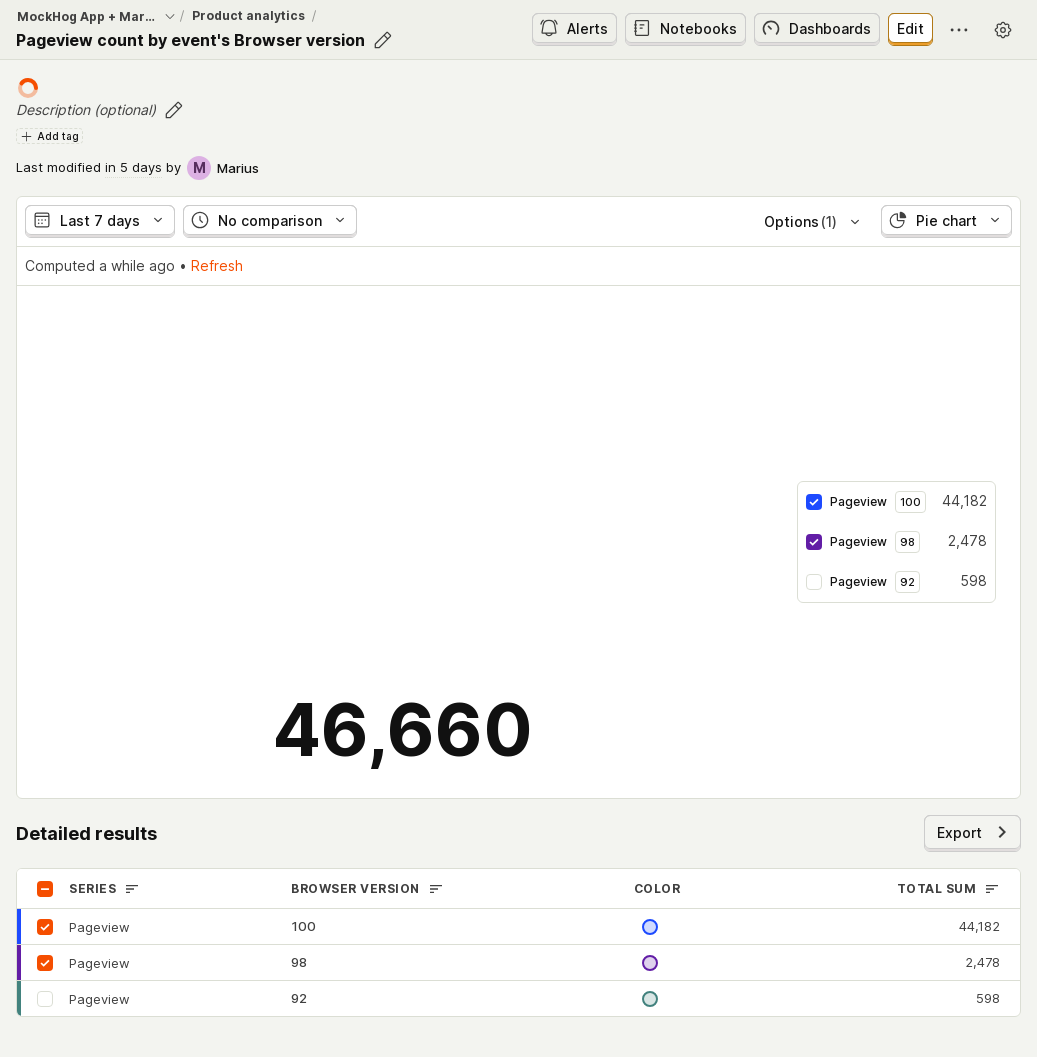 MockHog App + Mar... / Product analytics /
Pageview count by event's Browser version
Alerts
Notebooks
Dashboards
Edit
Description (optional)
Add tag
Last modified in 5 days by M Marius
Last 7 days
No comparison
Options (1)
Pie chart
Computed a while ago • Refresh
Pageview 100 44,182
Pageview 98 2,478
Pageview 92 598
46,660
Detailed results
Export
SERIES BROWSER VERSION COLOR TOTAL SUM
Pageview 100 44,182
Pageview 98 2,478
Pageview 92 598